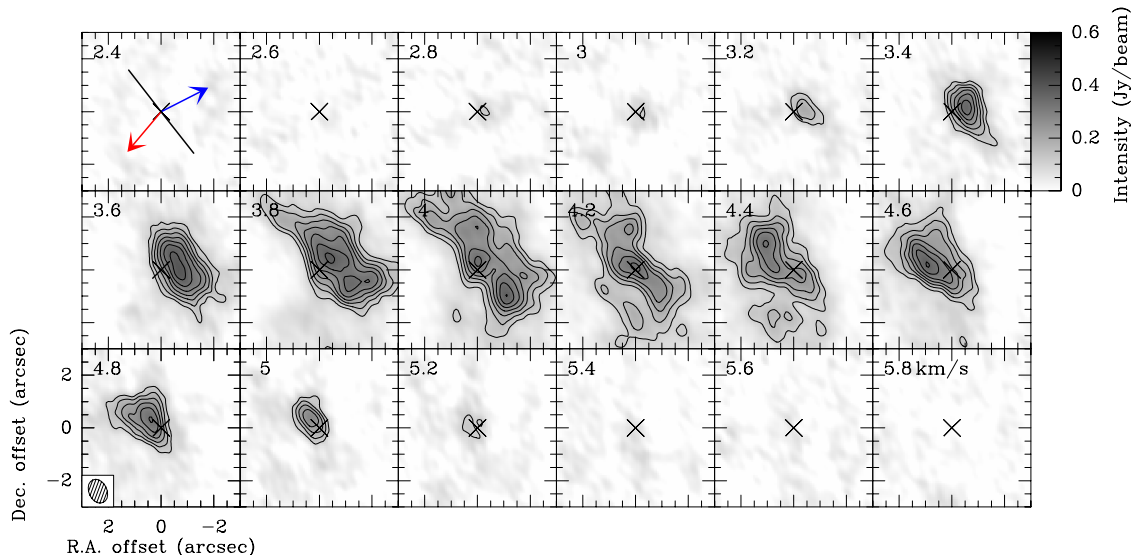 2.4 2.6 2.8 3 3.2 3.4
0.6
0.4
0.2
0
Intensity (Jy/beam)
3.6 3.8 4 4.2 4.4 4.6
4.8 5 5.2 5.4 5.6 5.8km/s
2
0
−2
Dec. offset (arcsec)
2 0 −2
R.A. offset (arcsec)